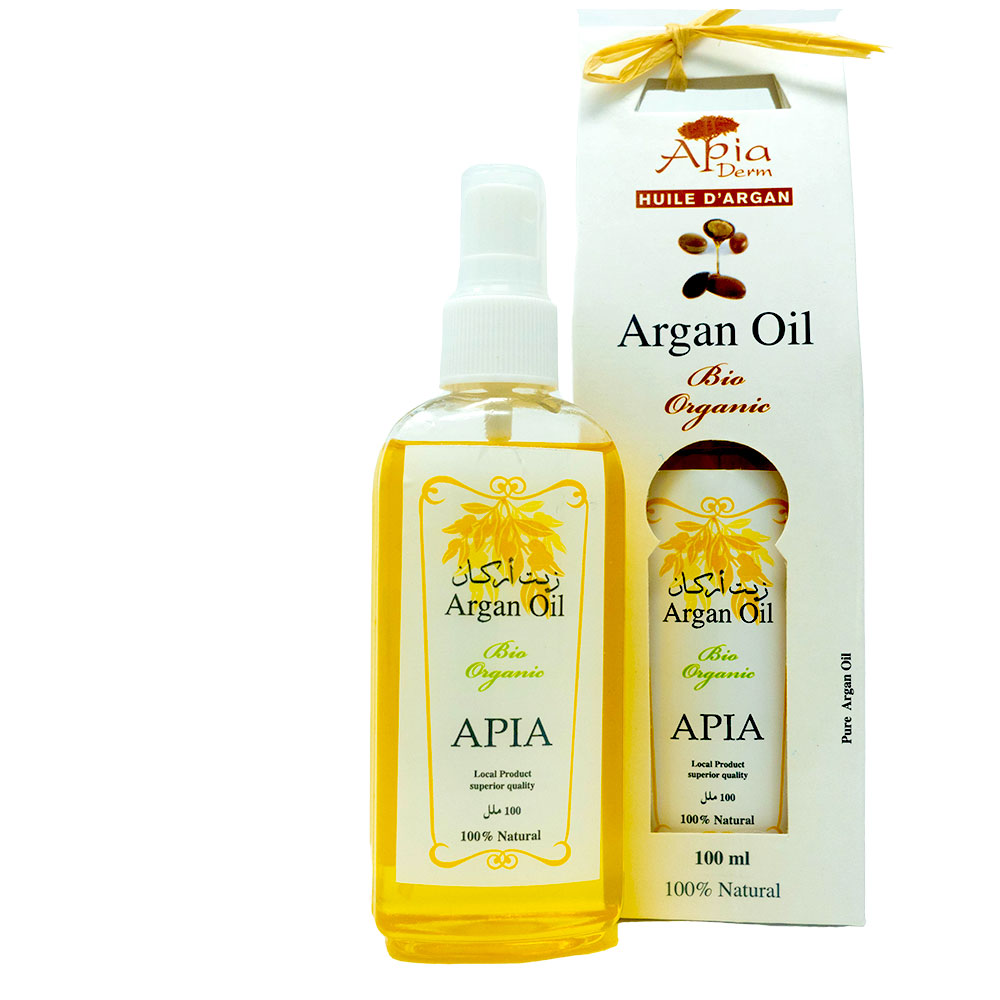 زيت أركان
Argan Oil
Bio
Organic
APIA
Local Product
superior quality
100 ملل
100% Natural
Apia
Derm
HUILE D'ARGAN
Argan Oil
Bio
Organic
زيت أركان
Argan Oil
Bio
Organic
APIA
Local Product
superior quality
100 ملل
100% Natural
100 ml
100% Natural
Pure Argan Oil